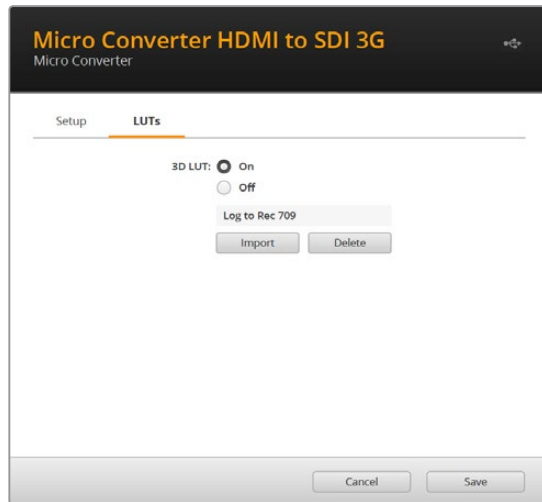 Micro Converter HDMI to SDI 3G
Micro Converter
Setup LUTs
3D LUT: On
Off
Log to Rec 709
Import Delete
Cancel Save